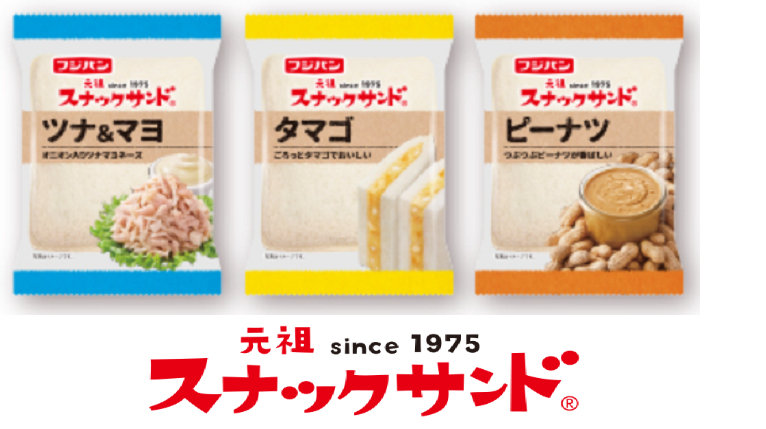 フジパン
元祖 since 1975
スナックサンド®
ツナ&マヨ
オニオン入りツナマヨネーズ
フジパン
元祖 since 1975
スナックサンド®
タマゴ
ごろっとタマゴでおいしい
フジパン
元祖 since 1975
スナックサンド®
ピーナツ
つぶつぶピーナツが香ばしい
元祖 since 1975
スナックサンド®